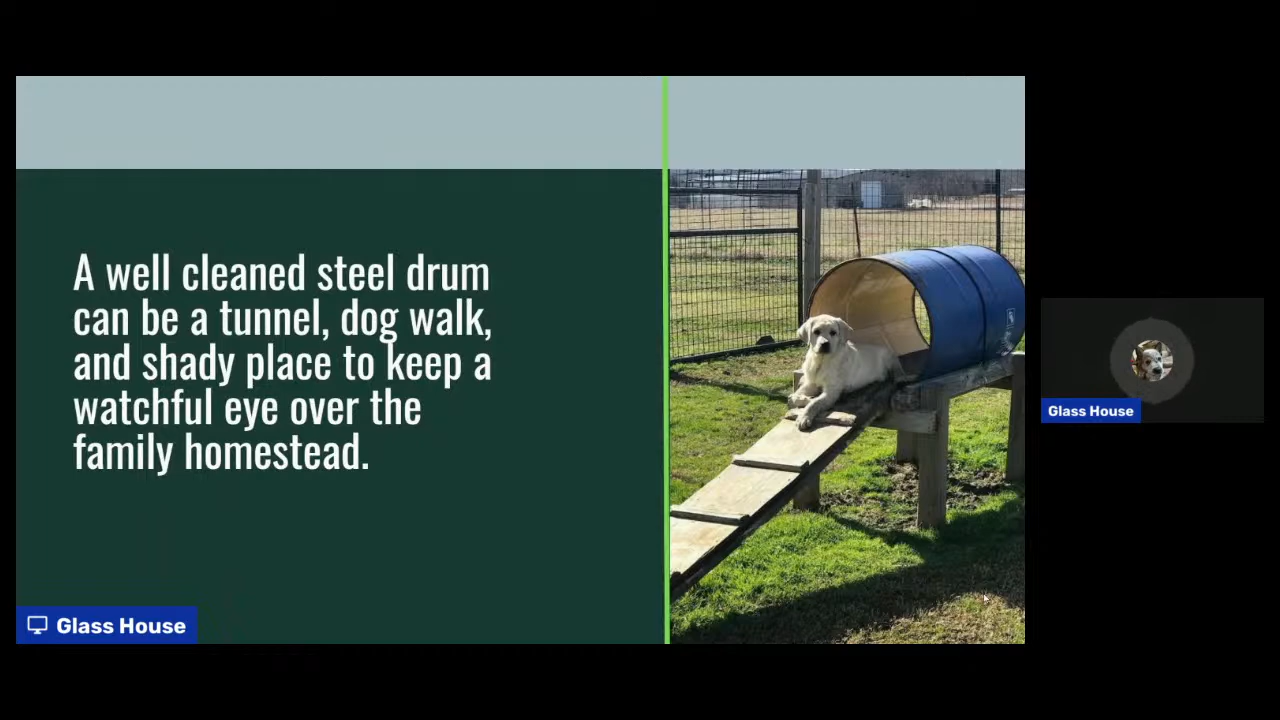 A well cleaned steel drum
can be a tunnel, dog walk,
and shady place to keep a
watchful eye over the
family homestead.
Glass House
Glass House